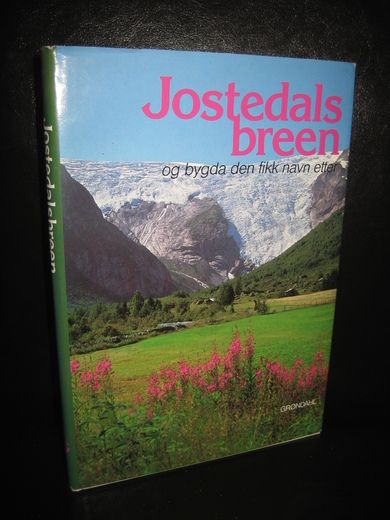 Jostedals
breen
og bygda den fikk navn etter
GRØNDAHL
Jostedalsbreen